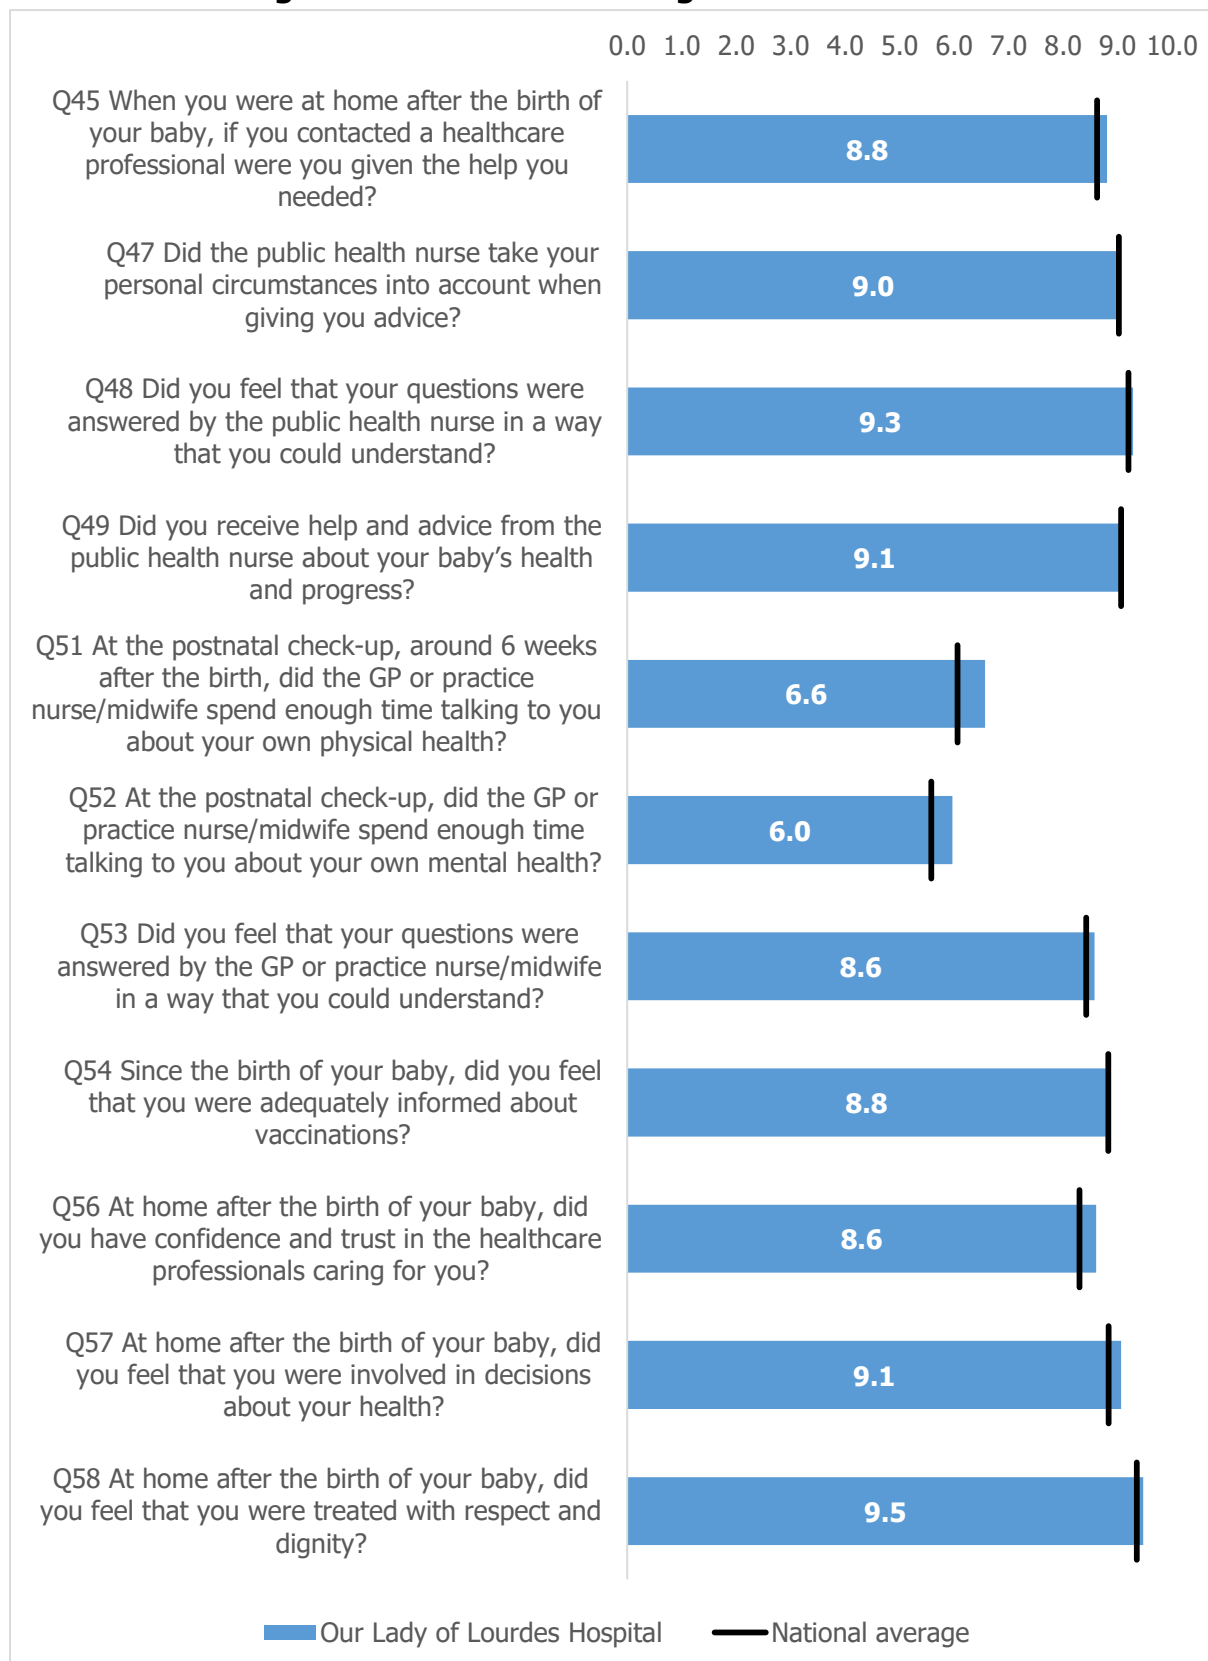 0.0 1.0 2.0 3.0 4.0 5.0 6.0 7.0 8.0 9.0 10.0
Q45 When you were at home after the birth of
your baby, if you contacted a healthcare
professional were you given the help you
needed?
8.8
Q47 Did the public health nurse take your
personal circumstances into account when
giving you advice?
9.0
Q48 Did you feel that your questions were
answered by the public health nurse in a way
that you could understand?
9.3
Q49 Did you receive help and advice from the
public health nurse about your baby’s health
and progress?
9.1
Q51 At the postnatal check-up, around 6 weeks
after the birth, did the GP or practice
nurse/midwife spend enough time talking to you
about your own physical health?
6.6
Q52 At the postnatal check-up, did the GP or
practice nurse/midwife spend enough time
talking to you about your own mental health?
6.0
Q53 Did you feel that your questions were
answered by the GP or practice nurse/midwife
in a way that you could understand?
8.6
Q54 Since the birth of your baby, did you feel
that you were adequately informed about
vaccinations?
8.8
Q56 At home after the birth of your baby, did
you have confidence and trust in the healthcare
professionals caring for you?
8.6
Q57 At home after the birth of your baby, did
you feel that you were involved in decisions
about your health?
9.1
Q58 At home after the birth of your baby, did
you feel that you were treated with respect and
dignity?
9.5
Our Lady of Lourdes Hospital
National average